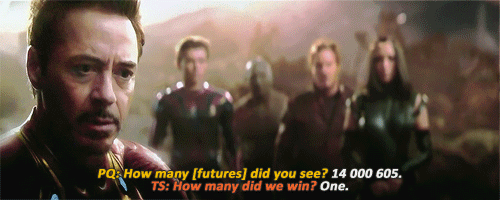 PQ: How many [futures] did you see? 14 000 605.
TS: How many did we win? One.